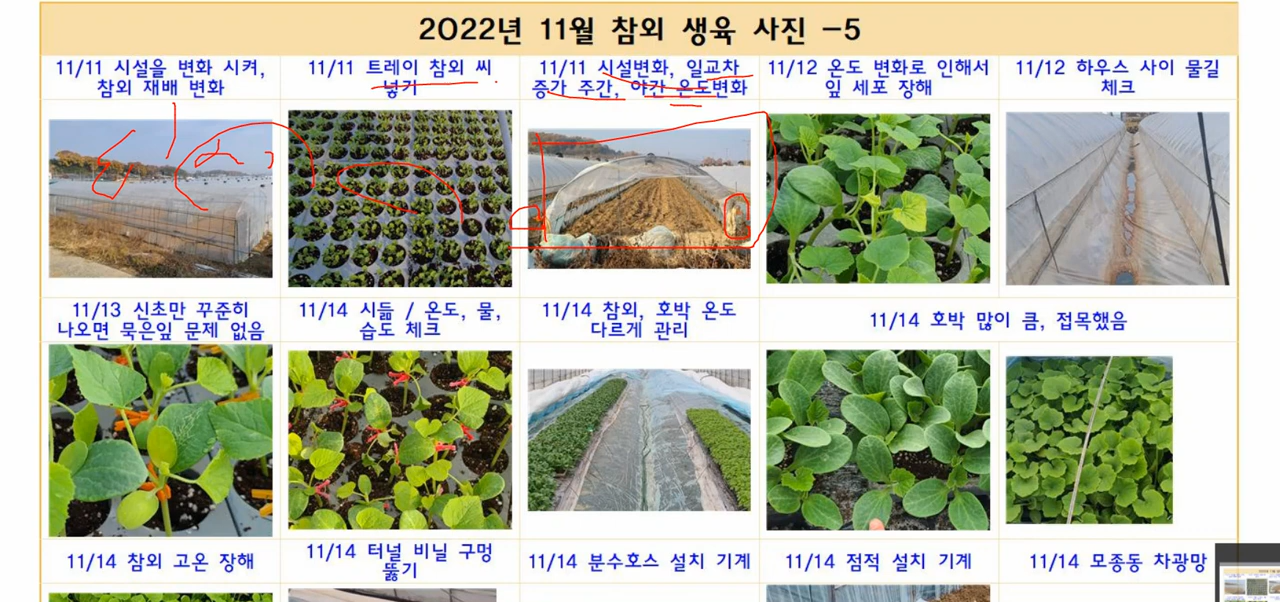 2022년 11월 참외 생육 사진 -5
11/11 시설을 변화 시켜,
참외 재배 변화
11/11 트레이 참외 씨
넣기
11/11 시설변화, 일교차
증가 주간, 야간 온도변화
11/12 온도 변화로 인해서
잎 세포 장해
11/12 하우스 사이 물길
체크
11/13 신초만 꾸준히
나오면 묵은잎 문제 없음
11/14 시듦 / 온도, 물,
습도 체크
11/14 참외, 호박 온도
다르게 관리
11/14 호박 많이 큼, 접목했음
11/14 참외 고온 장해
11/14 터널 비닐 구멍
뚫기
11/14 분수호스 설치 기계
11/14 점적 설치 기계
11/14 모종동 차광망